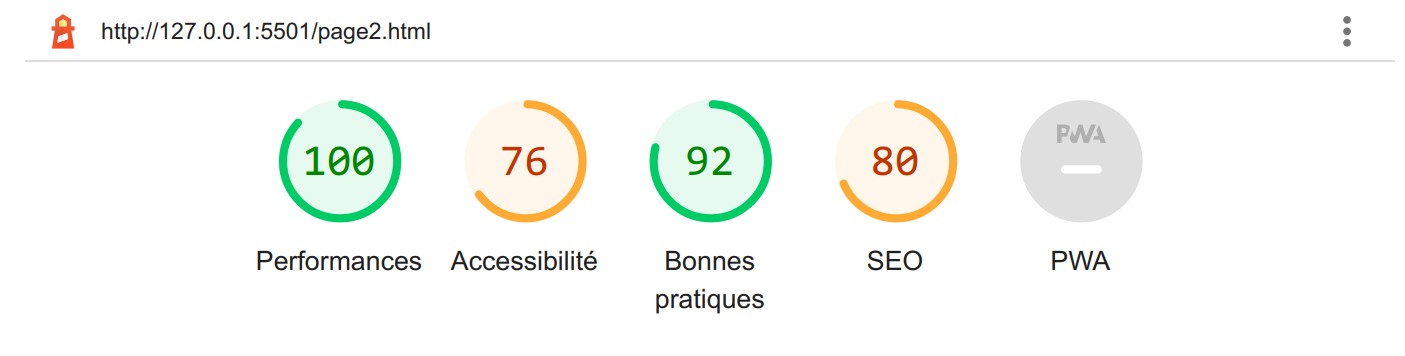 http://127.0.0.1:5501/page2.html
100 76 92 80 PWA
Performances Accessibilité Bonnes pratiques SEO PWA